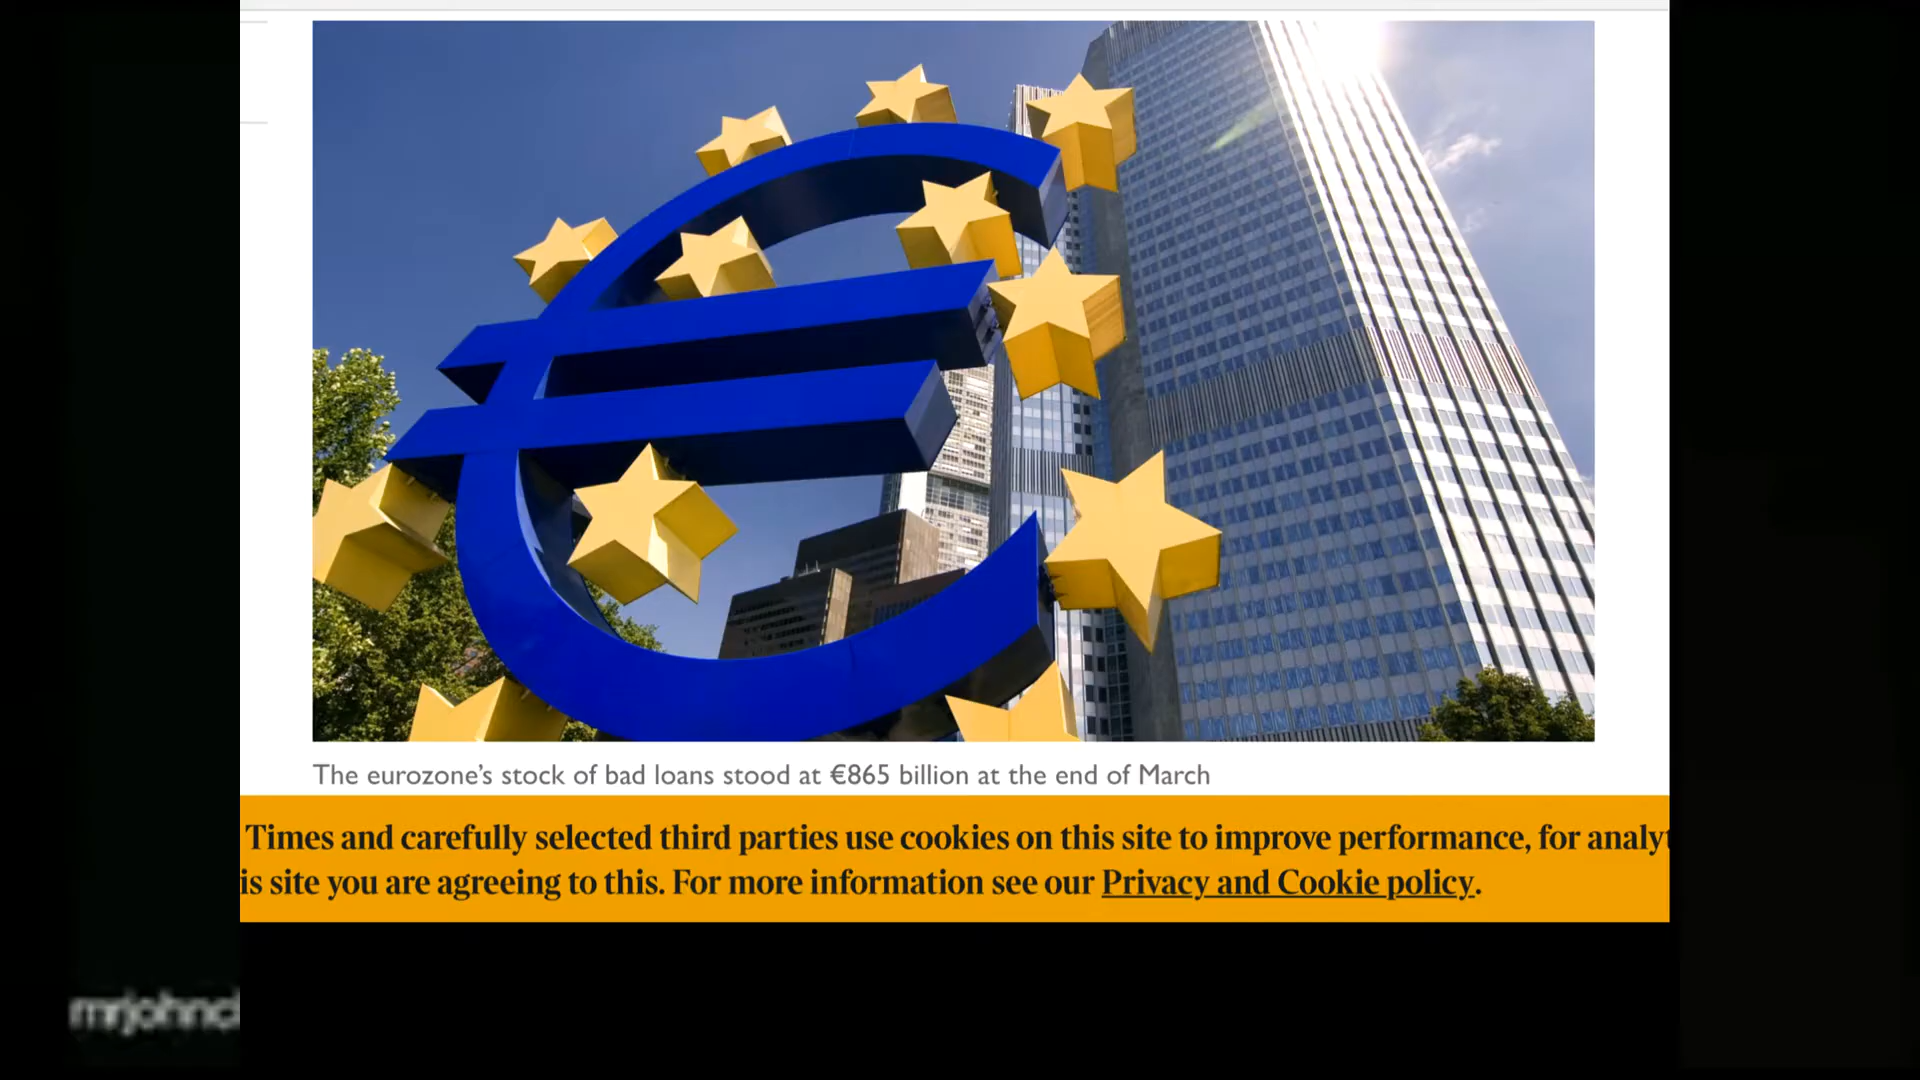 The eurozone's stock of bad loans stood at €865 billion at the end of March
Times and carefully selected third parties use cookies on this site to improve performance, for analyt
is site you are agreeing to this. For more information see our Privacy and Cookie policy.